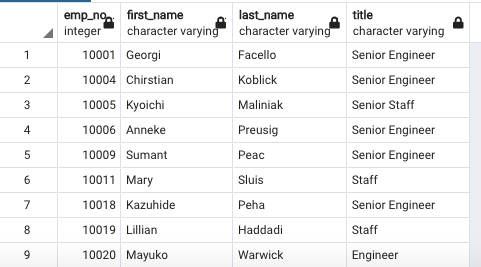 emp_no.. first_name last_name title
integer character varying character varying character varying
1 10001 Georgi Facello Senior Engineer
2 10004 Chirstian Koblick Senior Engineer
3 10005 Kyoichi Maliniak Senior Staff
4 10006 Anneke Preusig Senior Engineer
5 10009 Sumant Peac Senior Engineer
6 10011 Mary Sluis Staff
7 10018 Kazuhide Peha Senior Engineer
8 10019 Lillian Haddadi Staff
9 10020 Mayuko Warwick Engineer